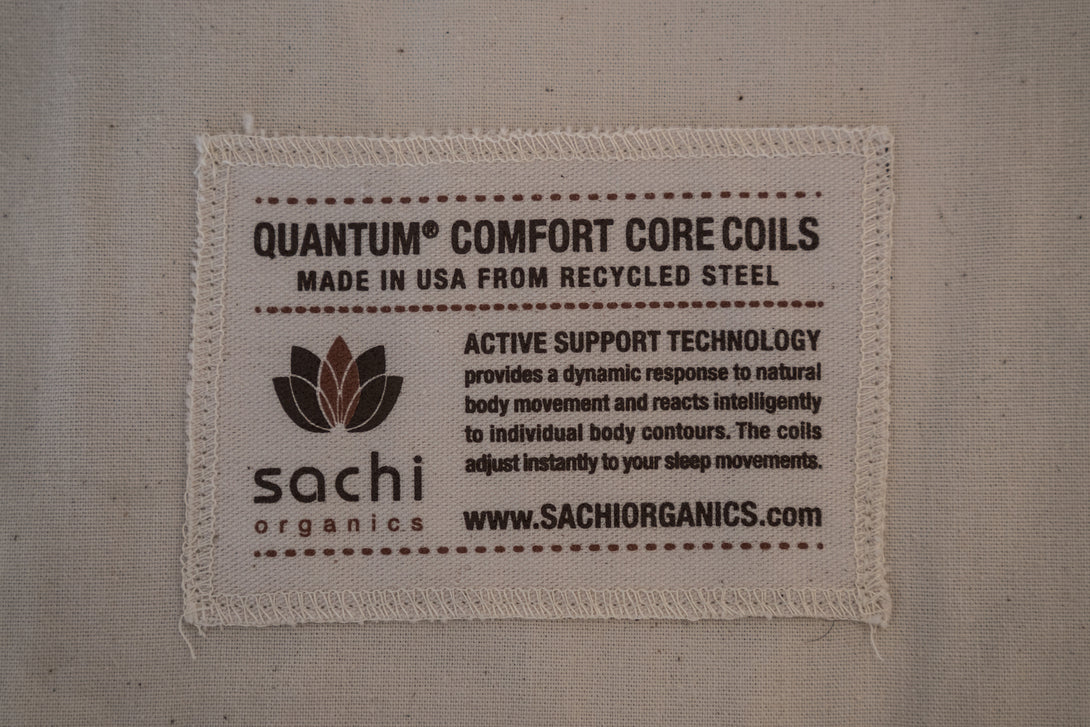 QUANTUM® COMFORT CORE COILS
MADE IN USA FROM RECYCLED STEEL
sachi
organics
ACTIVE SUPPORT TECHNOLOGY
provides a dynamic response to natural
body movement and reacts intelligently
to individual body contours. The coils
adjust instantly to your sleep movements.
www.SACHIORGANICS.com